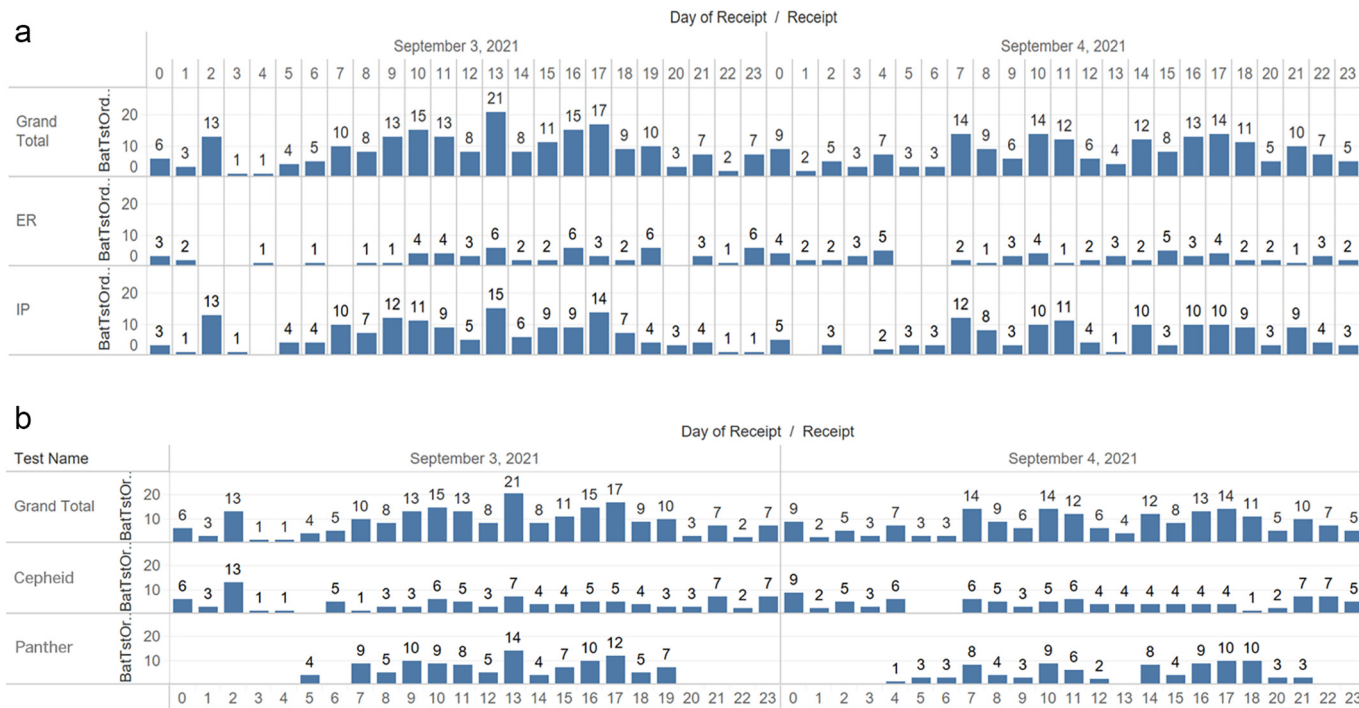 a
Day of Receipt / Receipt
September 3, 2021 September 4, 2021
0 1 2 3 4 5 6 7 8 9 10 11 12 13 14 15 16 17 18 19 20 21 22 23 0 1 2 3 4 5 6 7 8 9 10 11 12 13 14 15 16 17 18 20 21 22 23
Grand Total
BatTstOrd..
20
10
0
6 3 13 1 1 4 5 10 8 13 15 13 8 21 8 11 15 17 9 10 3 7 2 7 9 2 5 3 7 3 3 14 9 6 14 12 6 4 12 8 13 14 11 5 10 7 5
ER
BatTstOrd..
20
10
0
3 2 1 1 1 1 4 4 3 6 2 2 6 3 2 6 3 1 6 4 2 2 3 5 2 1 3 4 1 2 3 2 5 3 4 2 2 1 3 2
IP
BatTstOrd..
20
10
0
3 1 13 1 4 4 10 7 12 11 9 5 15 6 9 9 14 7 4 3 4 1 1 5 3 2 3 3 12 8 3 10 11 4 1 10 3 10 10 9 3 9 4 3
b
Day of Receipt / Receipt
Test Name September 3, 2021 September 4, 2021
Grand Total
BatTstOr..
20
10
6 3 13 1 1 4 5 10 8 13 15 13 8 21 8 11 15 17 9 10 3 7 2 7 9 2 5 3 7 3 3 14 9 6 14 12 6 4 12 8 13 14 11 5 10 7 5
Cepheid
BatTstOr..
20
10
6 3 13 1 1 5 1 3 3 6 5 3 7 4 4 5 5 4 3 3 7 2 7 9 2 5 3 6 6 5 3 5 6 4 4 4 4 4 4 1 2 7 7 5
Panther
BatTstOr..
20
10
4 9 5 10 9 8 5 14 4 7 10 12 5 7 1 3 3 8 4 3 9 6 2 8 4 9 10 10 3 3
0 1 2 3 4 5 6 7 8 9 10 11 12 13 14 15 16 17 18 19 20 21 22 23 0 1 2 3 4 5 6 7 8 9 10 11 12 13 14 15 16 17 18 20 21 22 23